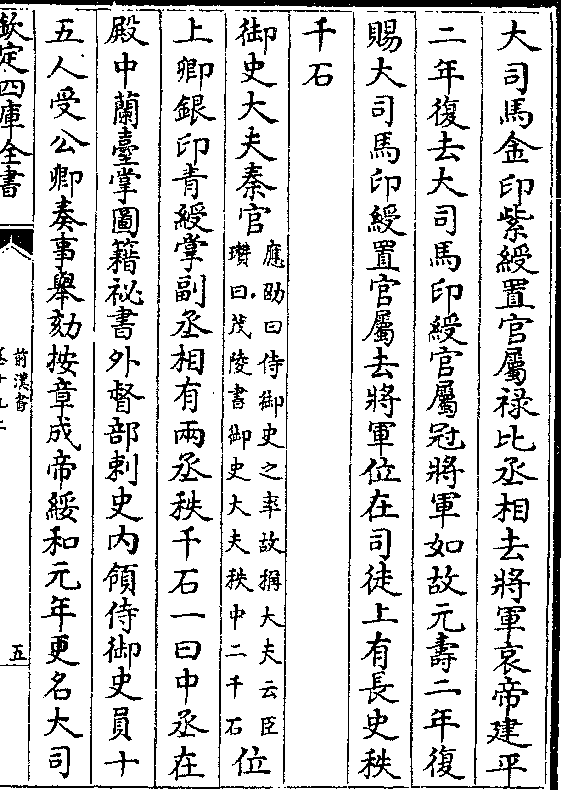 大司馬金印紫綬置官屬祿比丞相去將軍哀帝建平
二年復去大司馬印綬官屬冠將軍如故元壽二年復
賜大司馬印綬置官屬去將軍位在司徒上有長史秩
千石
御史大夫秦官
應劭曰侍御史之率故稱大夫云臣
瓚曰茂陵書御史大夫秩中二千石
位
上卿銀印青綬掌副丞相有兩丞秩千石一曰中丞在
殿中蘭臺掌圖籍祕書外督部刺史内領侍御史員十
五人受公卿奏事舉劾按章成帝綏和元年更名大司
欽定四庫全書
前漢書
五